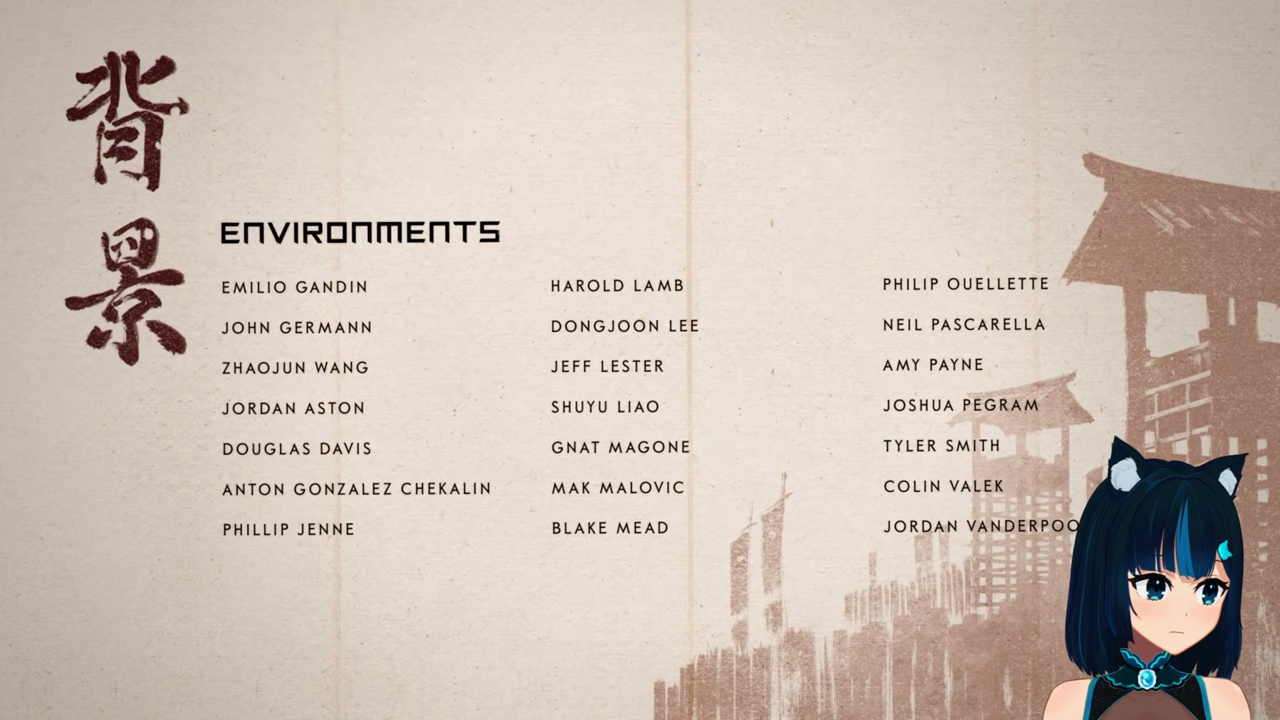 背景
ENVIRONMENTS
EMILIO GANDIN
JOHN GERMANN
ZHAOJUN WANG
JORDAN ASTON
DOUGLAS DAVIS
ANTON GONZALEZ CHEKALIN
PHILLIP JENNE
HAROLD LAMB
DONGJOON LEE
JEFF LESTER
SHUYU LIAO
GNAT MAGONE
MAK MALOVIC
BLAKE MEAD
PHILIP OUELLETTE
NEIL PASCARELLA
AMY PAYNE
JOSHUA PEGRAM
TYLER SMITH
COLIN VALEK
JORDAN